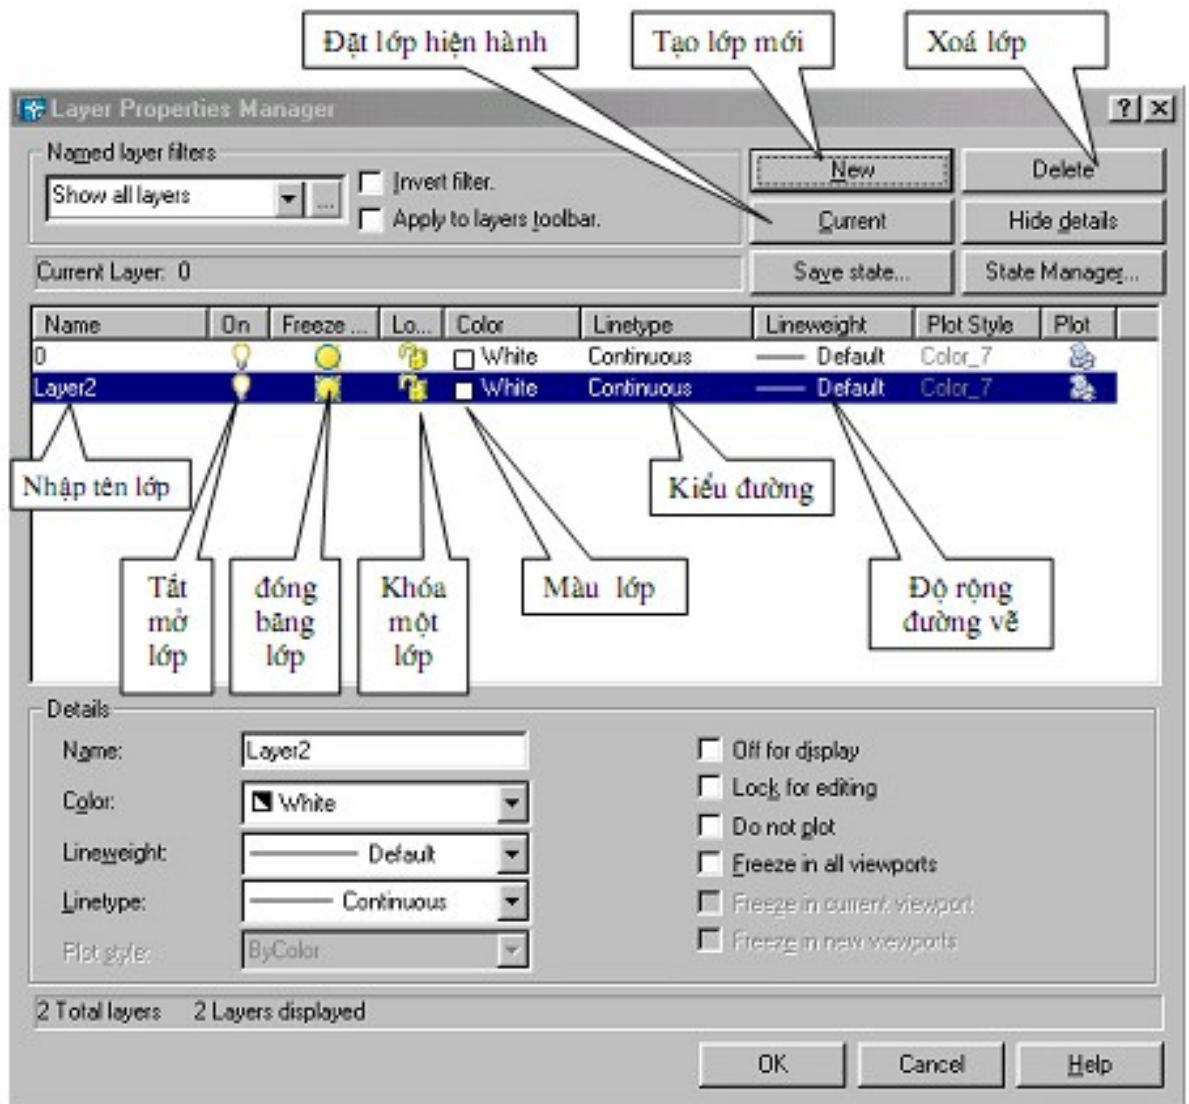 Đặt lớp hiện hành
Tạo lớp mới
Xoá lớp
Layer Properties Manager
Named layer filters
Show all layers
...
Invert filter.
Apply to layers toolbar.
New
Delete
Current
Hide details
Current Layer: 0
Save state...
State Manager...
Name On Freeze ... Lo... Color Linetype Lineweight Plot Style Plot
0 White Continuous Default Color_7
Layer2 White Continuous Default Color_7
Nhập tên lớp
Kiểu đường
Tắt
mở
lớp
đóng
băng
lớp
Khóa
một
lớp
Màu lớp
Độ rộng
đường vẽ
Details
Name: Layer2
Color: White
Lineweight: Default
Linetype: Continuous
Plot style: ByColor
Off for display
Lock for editing
Do not plot
Freeze in all viewports
Freeze in current viewport
Freeze in new viewports
2 Total layers 2 Layers displayed
OK
Cancel
Help